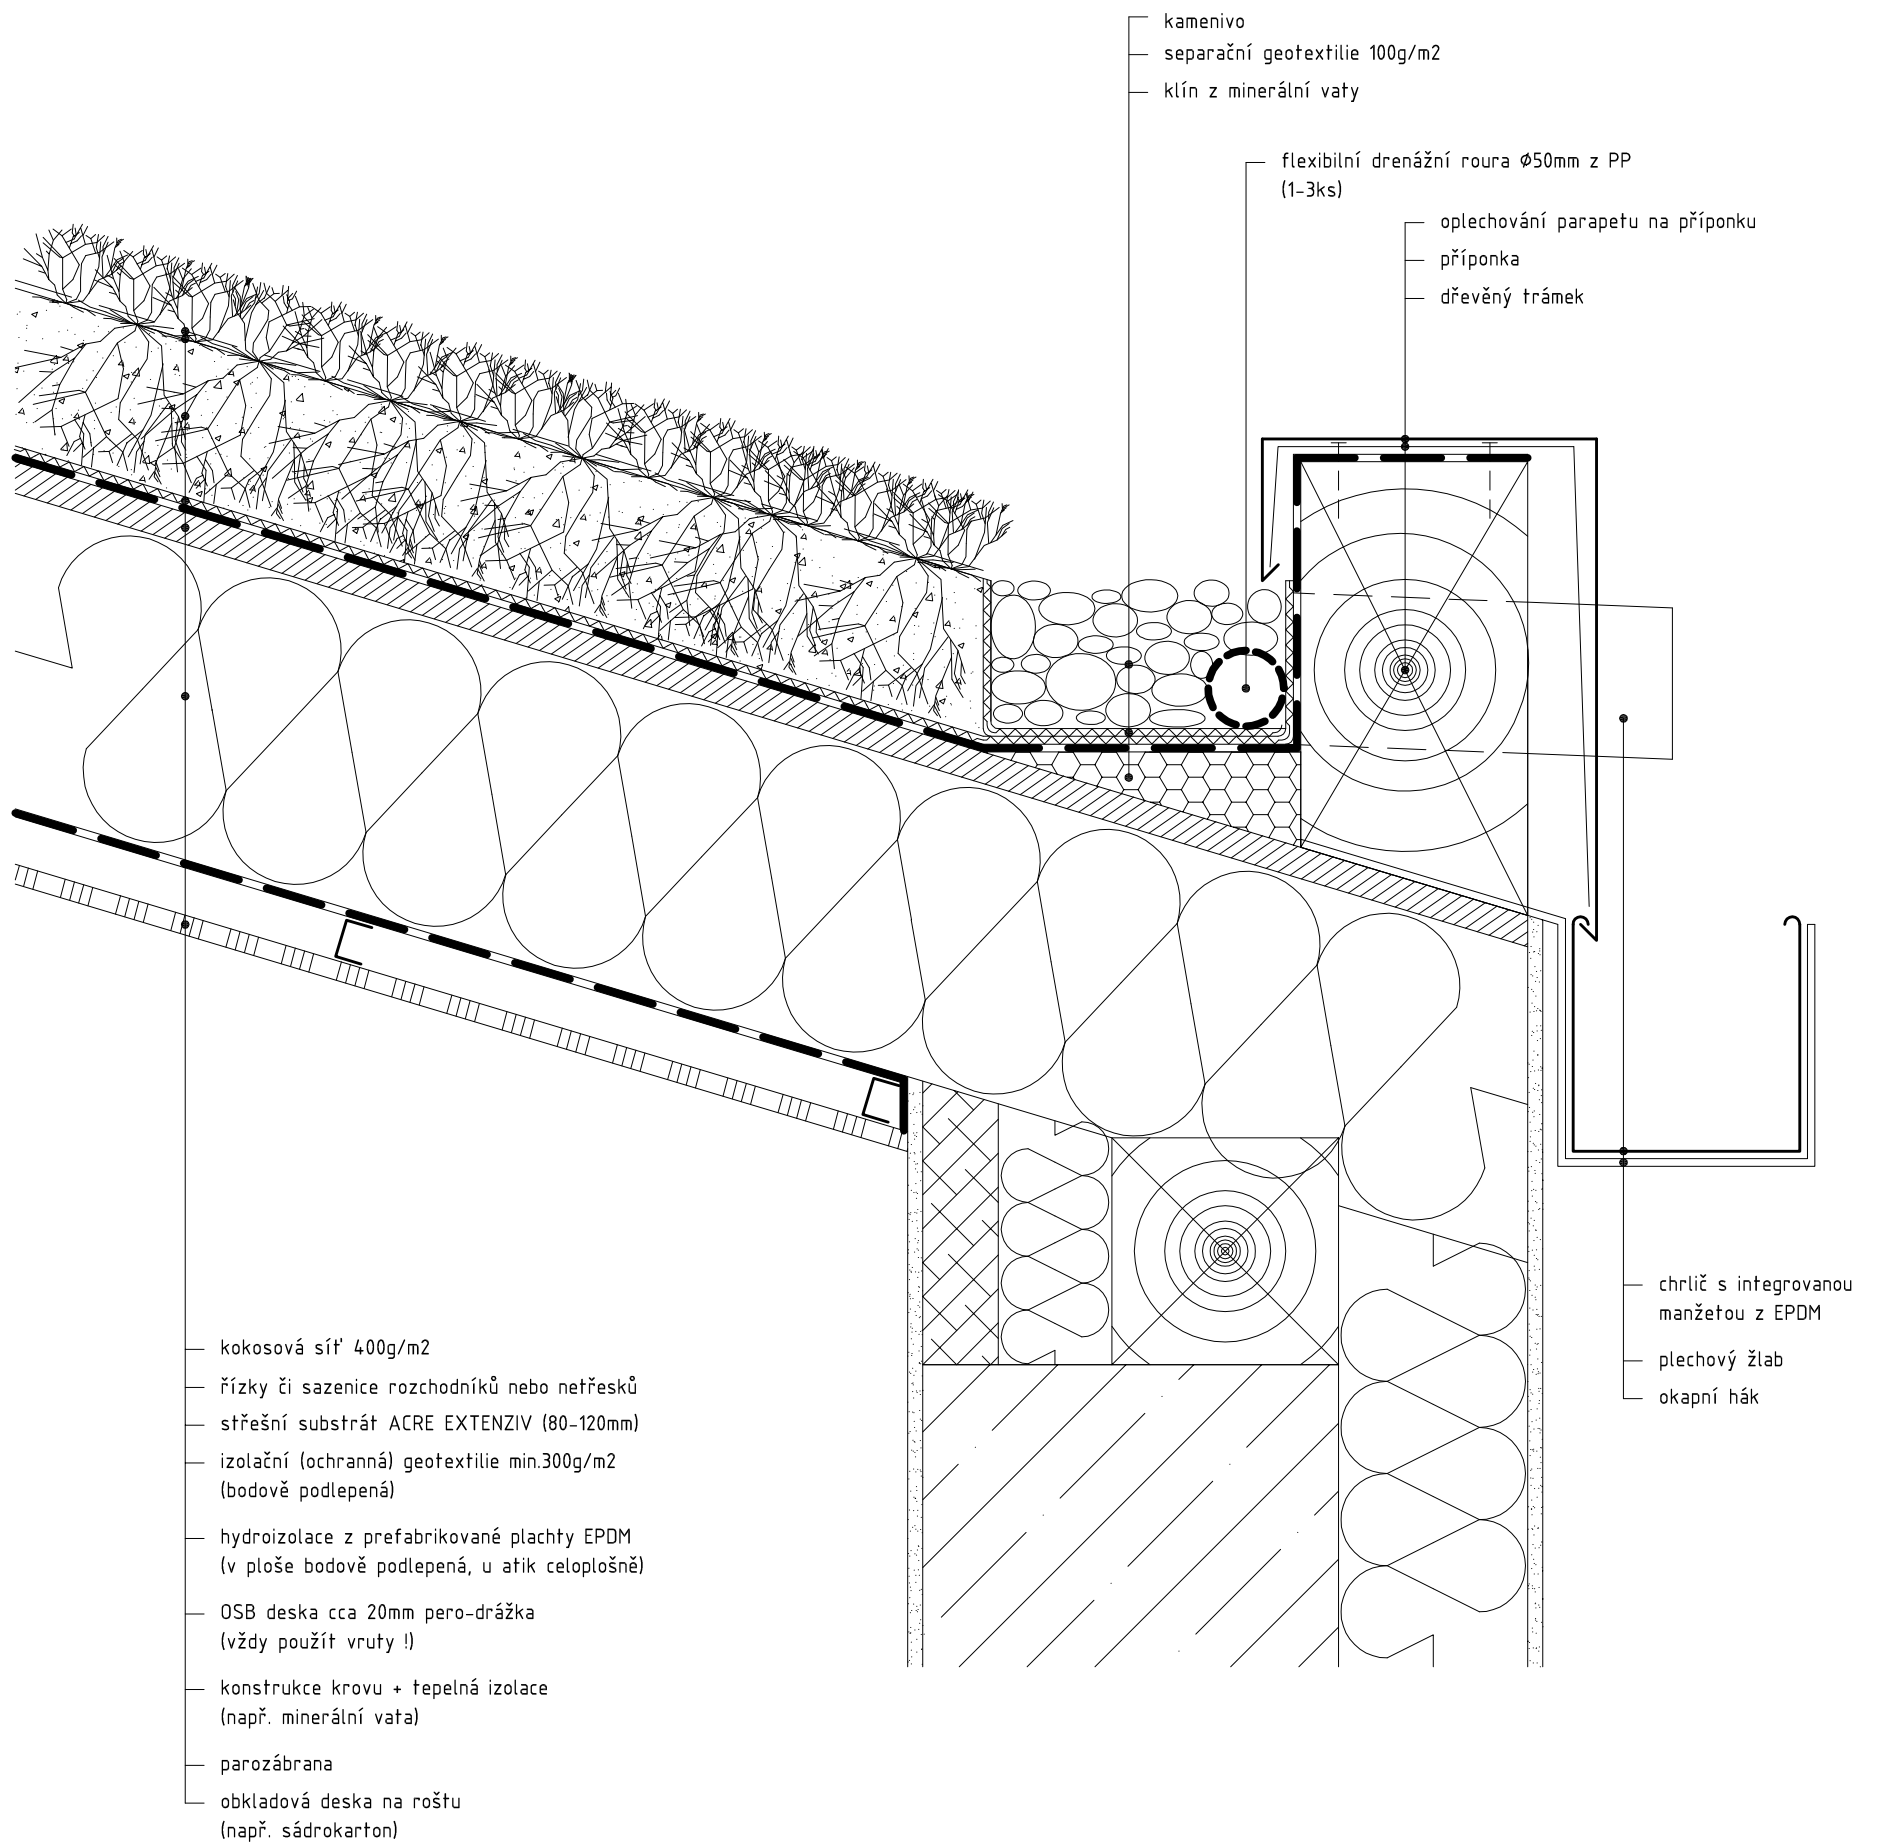 kamenivo
separační geotextilie 100g/m2
klín z minerální vaty
flexibilní drenážní roura Ø50mm z PP
(1-3ks)
oplechování parapetu na příponku
příponka
dřevěný trámek
chrlič s integrovanou
manžetou z EPDM
plechový žlab
okapní hák
kokosová síť 400g/m2
řízky či sazenice rozchodníků nebo netřesků
střešní substrát ACRE EXTENZIV (80-120mm)
izolační (ochranná) geotextilie min.300g/m2
(bodově podlepená)
hydroizolace z prefabrikované plachty EPDM
(v ploše bodově podlepená, u atik celoplošně)
OSB deska cca 20mm pero-drážka
(vždy použít vruty !)
konstrukce krovu + tepelná izolace
(např. minerální vata)
parozábrana
obkladová deska na roštu
(např. sádrokarton)